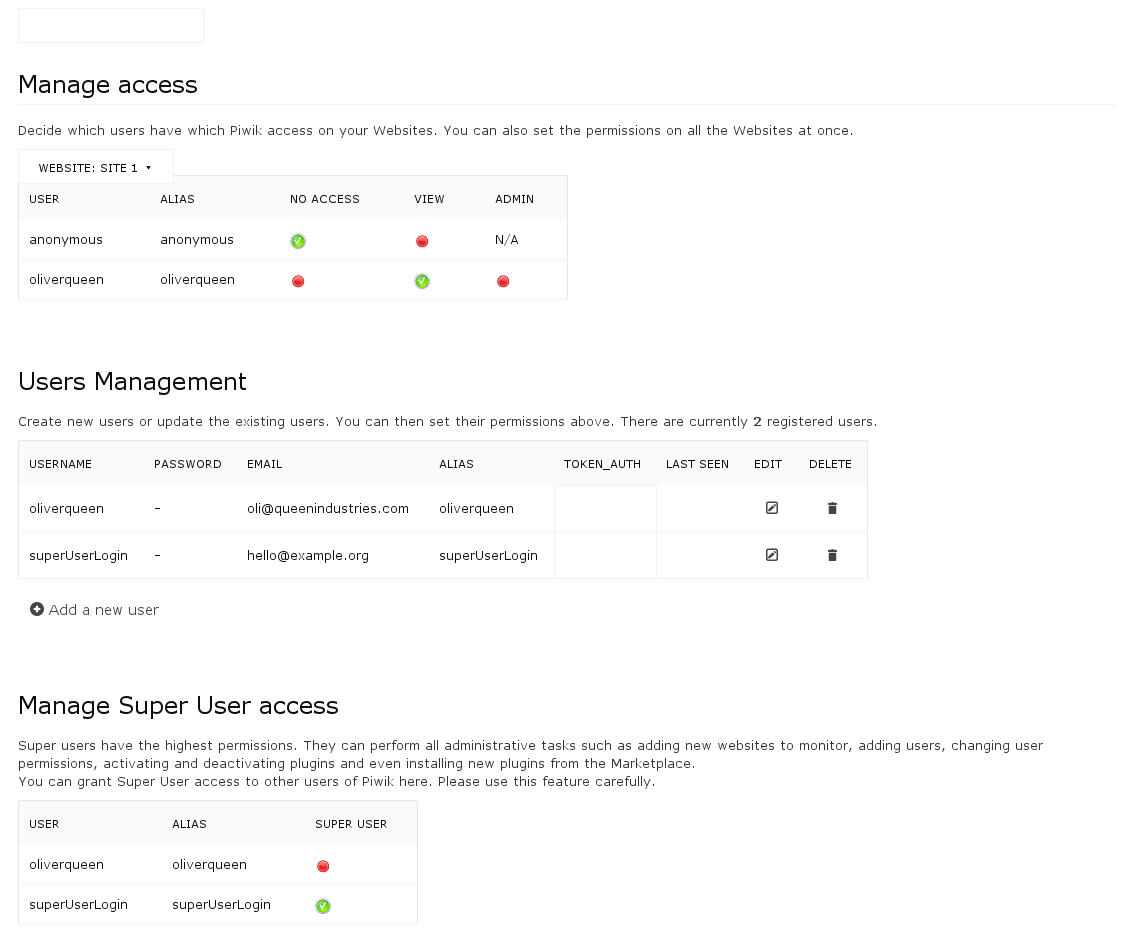 Manage access
Decide which users have which Piwik access on your Websites. You can also set the permissions on all the Websites at once.
WEBSITE: SITE 1
USER ALIAS NO ACCESS VIEW ADMIN
anonymous anonymous N/A
oliverqueen oliverqueen
Users Management
Create new users or update the existing users. You can then set their permissions above. There are currently 2 registered users.
USERNAME PASSWORD EMAIL ALIAS TOKEN_AUTH LAST SEEN EDIT DELETE
oliverqueen - oli@queenindustries.com oliverqueen
superUserLogin - hello@example.org superUserLogin
Add a new user
Manage Super User access
Super users have the highest permissions. They can perform all administrative tasks such as adding new websites to monitor, adding users, changing user
permissions, activating and deactivating plugins and even installing new plugins from the Marketplace.
You can grant Super User access to other users of Piwik here. Please use this feature carefully.
USER ALIAS SUPER USER
oliverqueen oliverqueen
superUserLogin superUserLogin